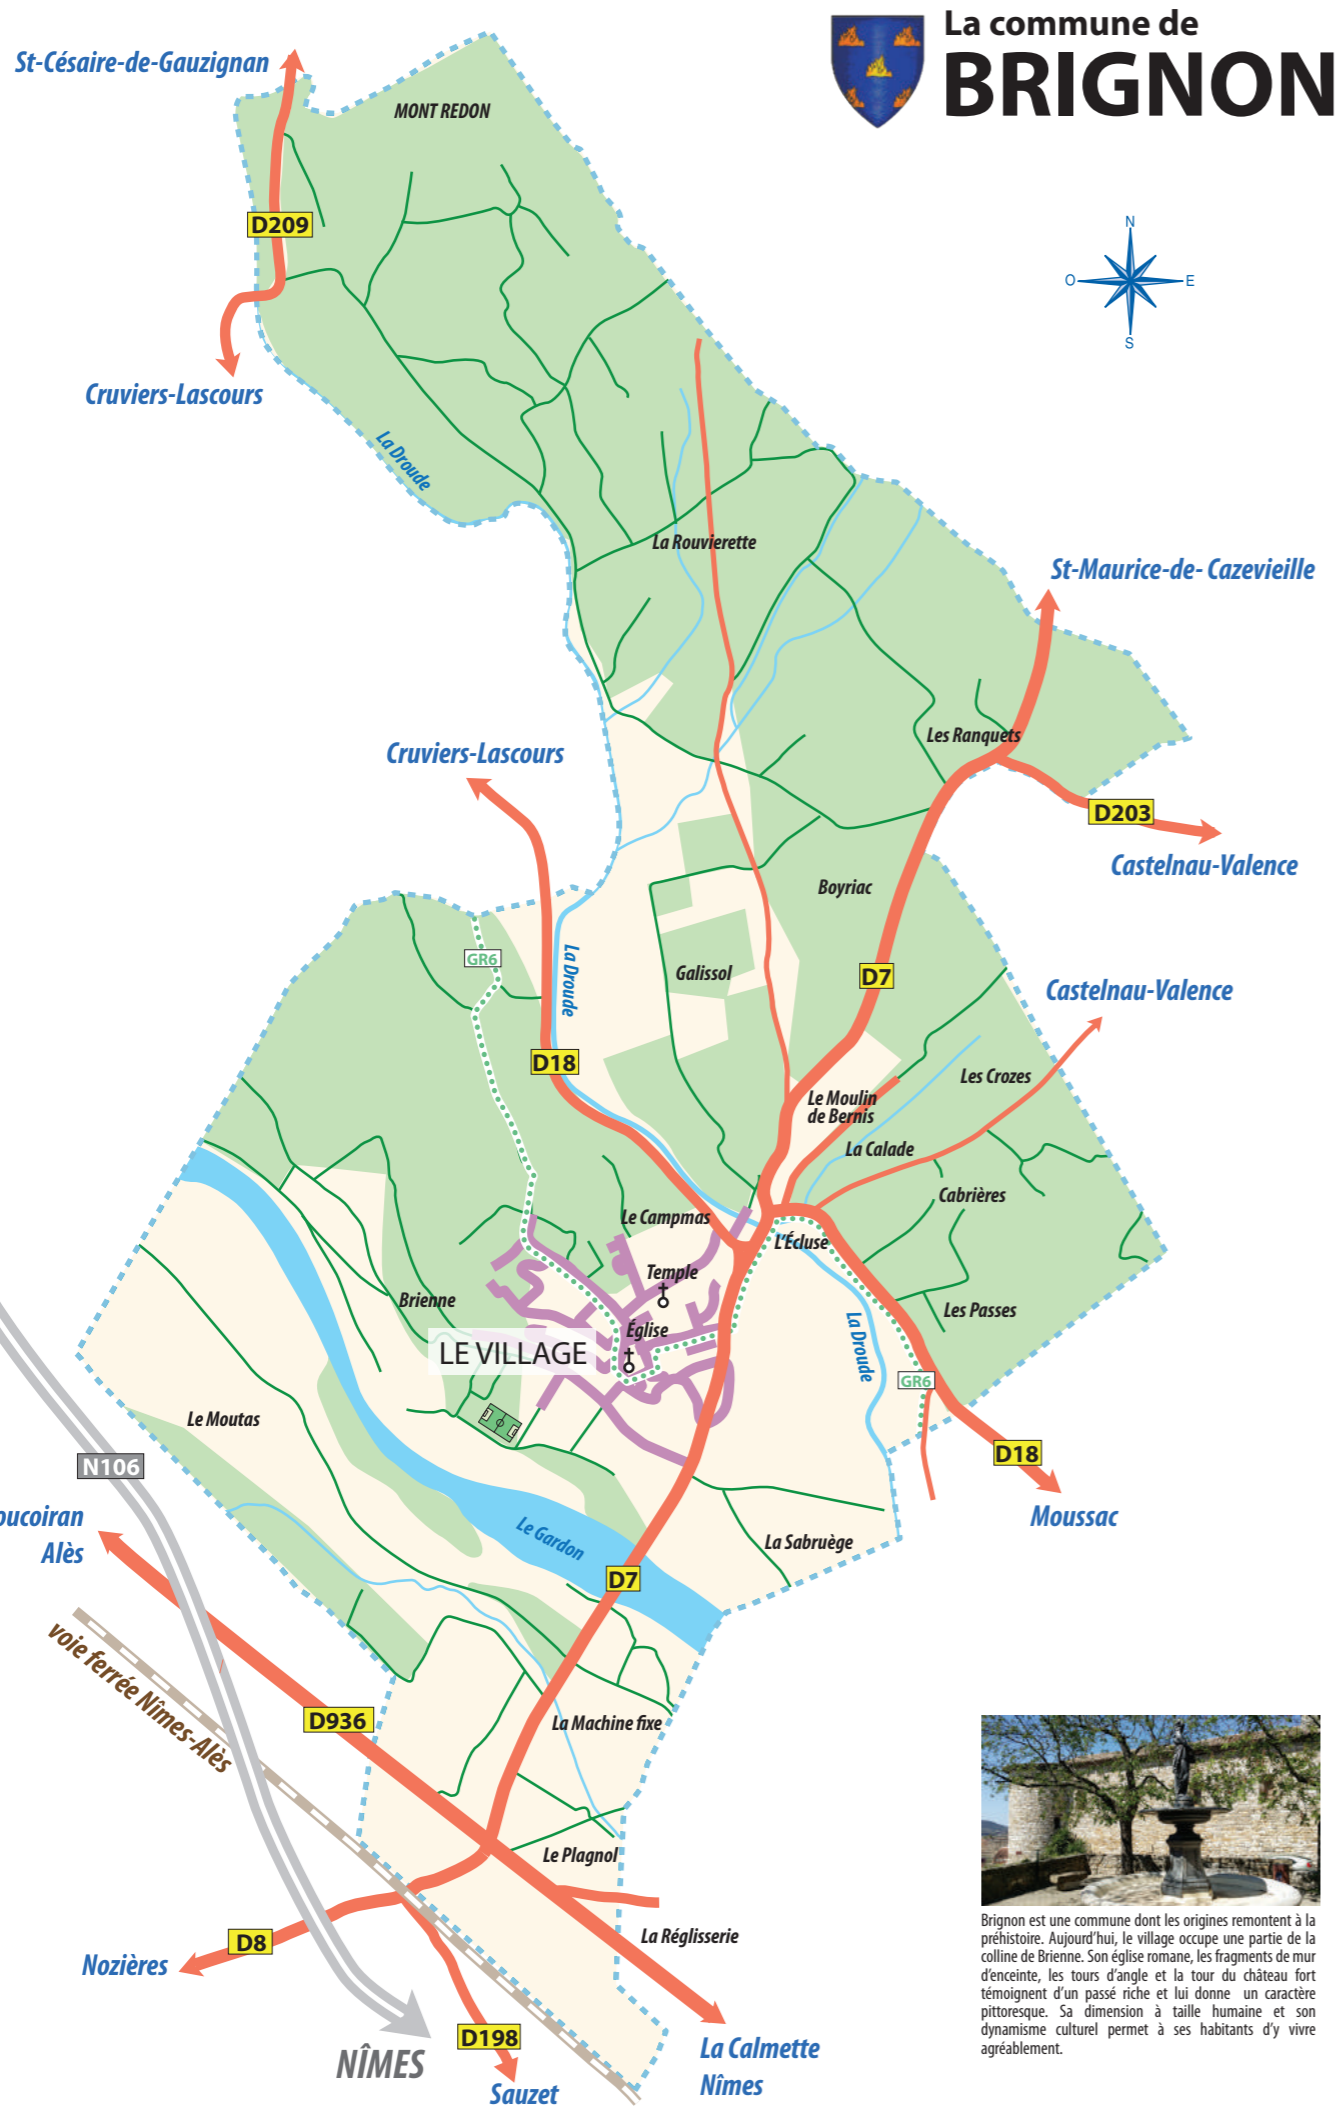 La commune de
BRIGNON
St-Césaire-de-Gauzignan
MONT REDON
D209
N
O
E
S
Cruviers-Lascours
La Droude
La Rouvierette
St-Maurice-de- Cazevieille
Les Ranquets
Cruviers-Lascours
D203
Castelnau-Valence
Boyriac
GR6
La Droude
Galissol
D7
Castelnau-Valence
D18
Les Crozes
Le Moulin
de Bernis
La Calade
Cabrières
Le Campmas
L'Écluse
Temple
Brienne
Les Passes
Église
LE VILLAGE
La Droude
GR6
Le Moutas
N106
D18
Moussac
Alès
Le Gardon
La Sabruège
D7
voie ferrée Nîmes-Alès
D936
La Machine fixe
Le Plagnol
La Réglisserie
D8
Nozières
D198
NÎMES
La Calmette
Nîmes
Sauzet
Brignon est une commune dont les origines remontent à la
préhistoire. Aujourd'hui, le village occupe une partie de la
colline de Brienne. Son église romane, les fragments de mur
d'enceinte, les tours d'angle et la tour du château fort
témoignent d'un passé riche et lui donne un caractère
pittoresque. Sa dimension à taille humaine et son
dynamisme culturel permet à ses habitants d'y vivre
agréablement.